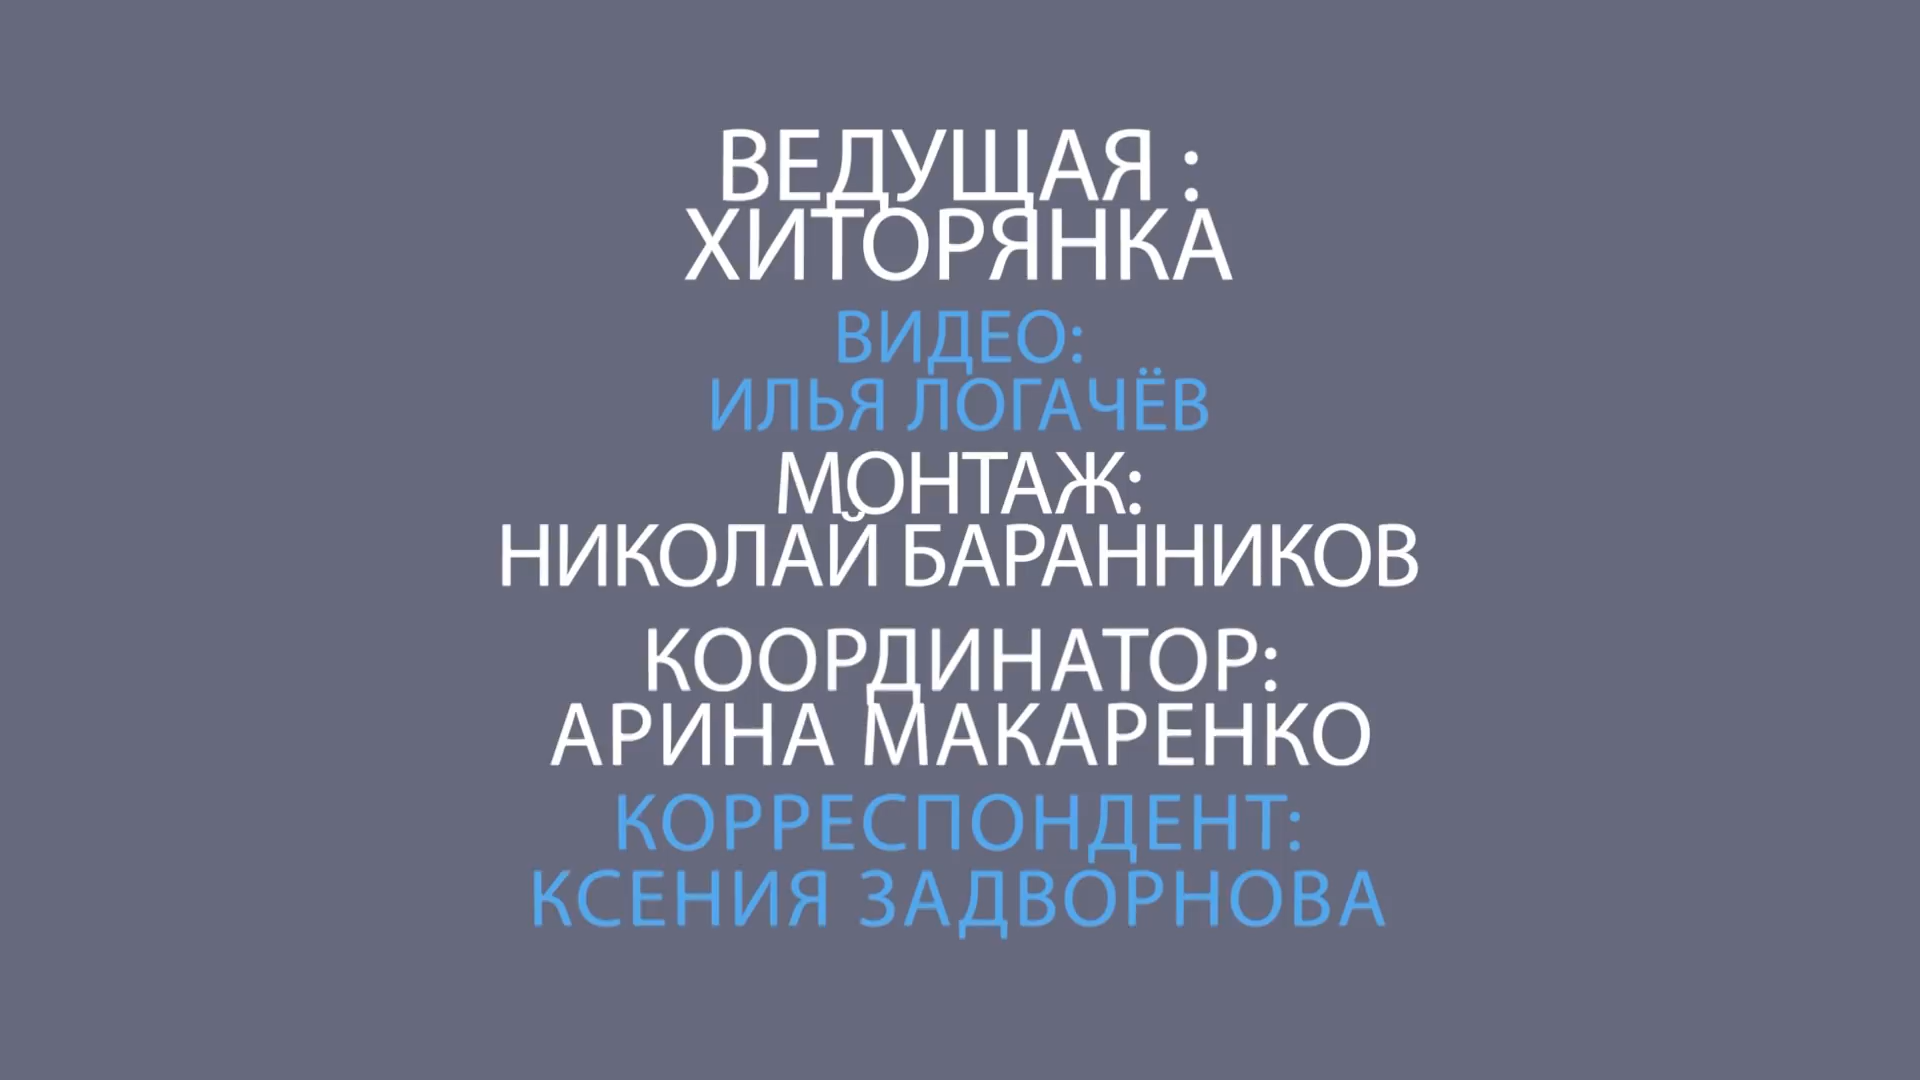 ВЕДУЩАЯ :
ХИТОРЯНКА
ВИДЕО:
ИЛЬЯ ЛОГАЧЁВ
МОНТАЖ:
НИКОЛАЙ БАРАННИКОВ
КООРДИНАТОР:
АРИНА МАКАРЕНКО
КОРРЕСПОНДЕНТ:
КСЕНИЯ ЗАДВОРНОВА